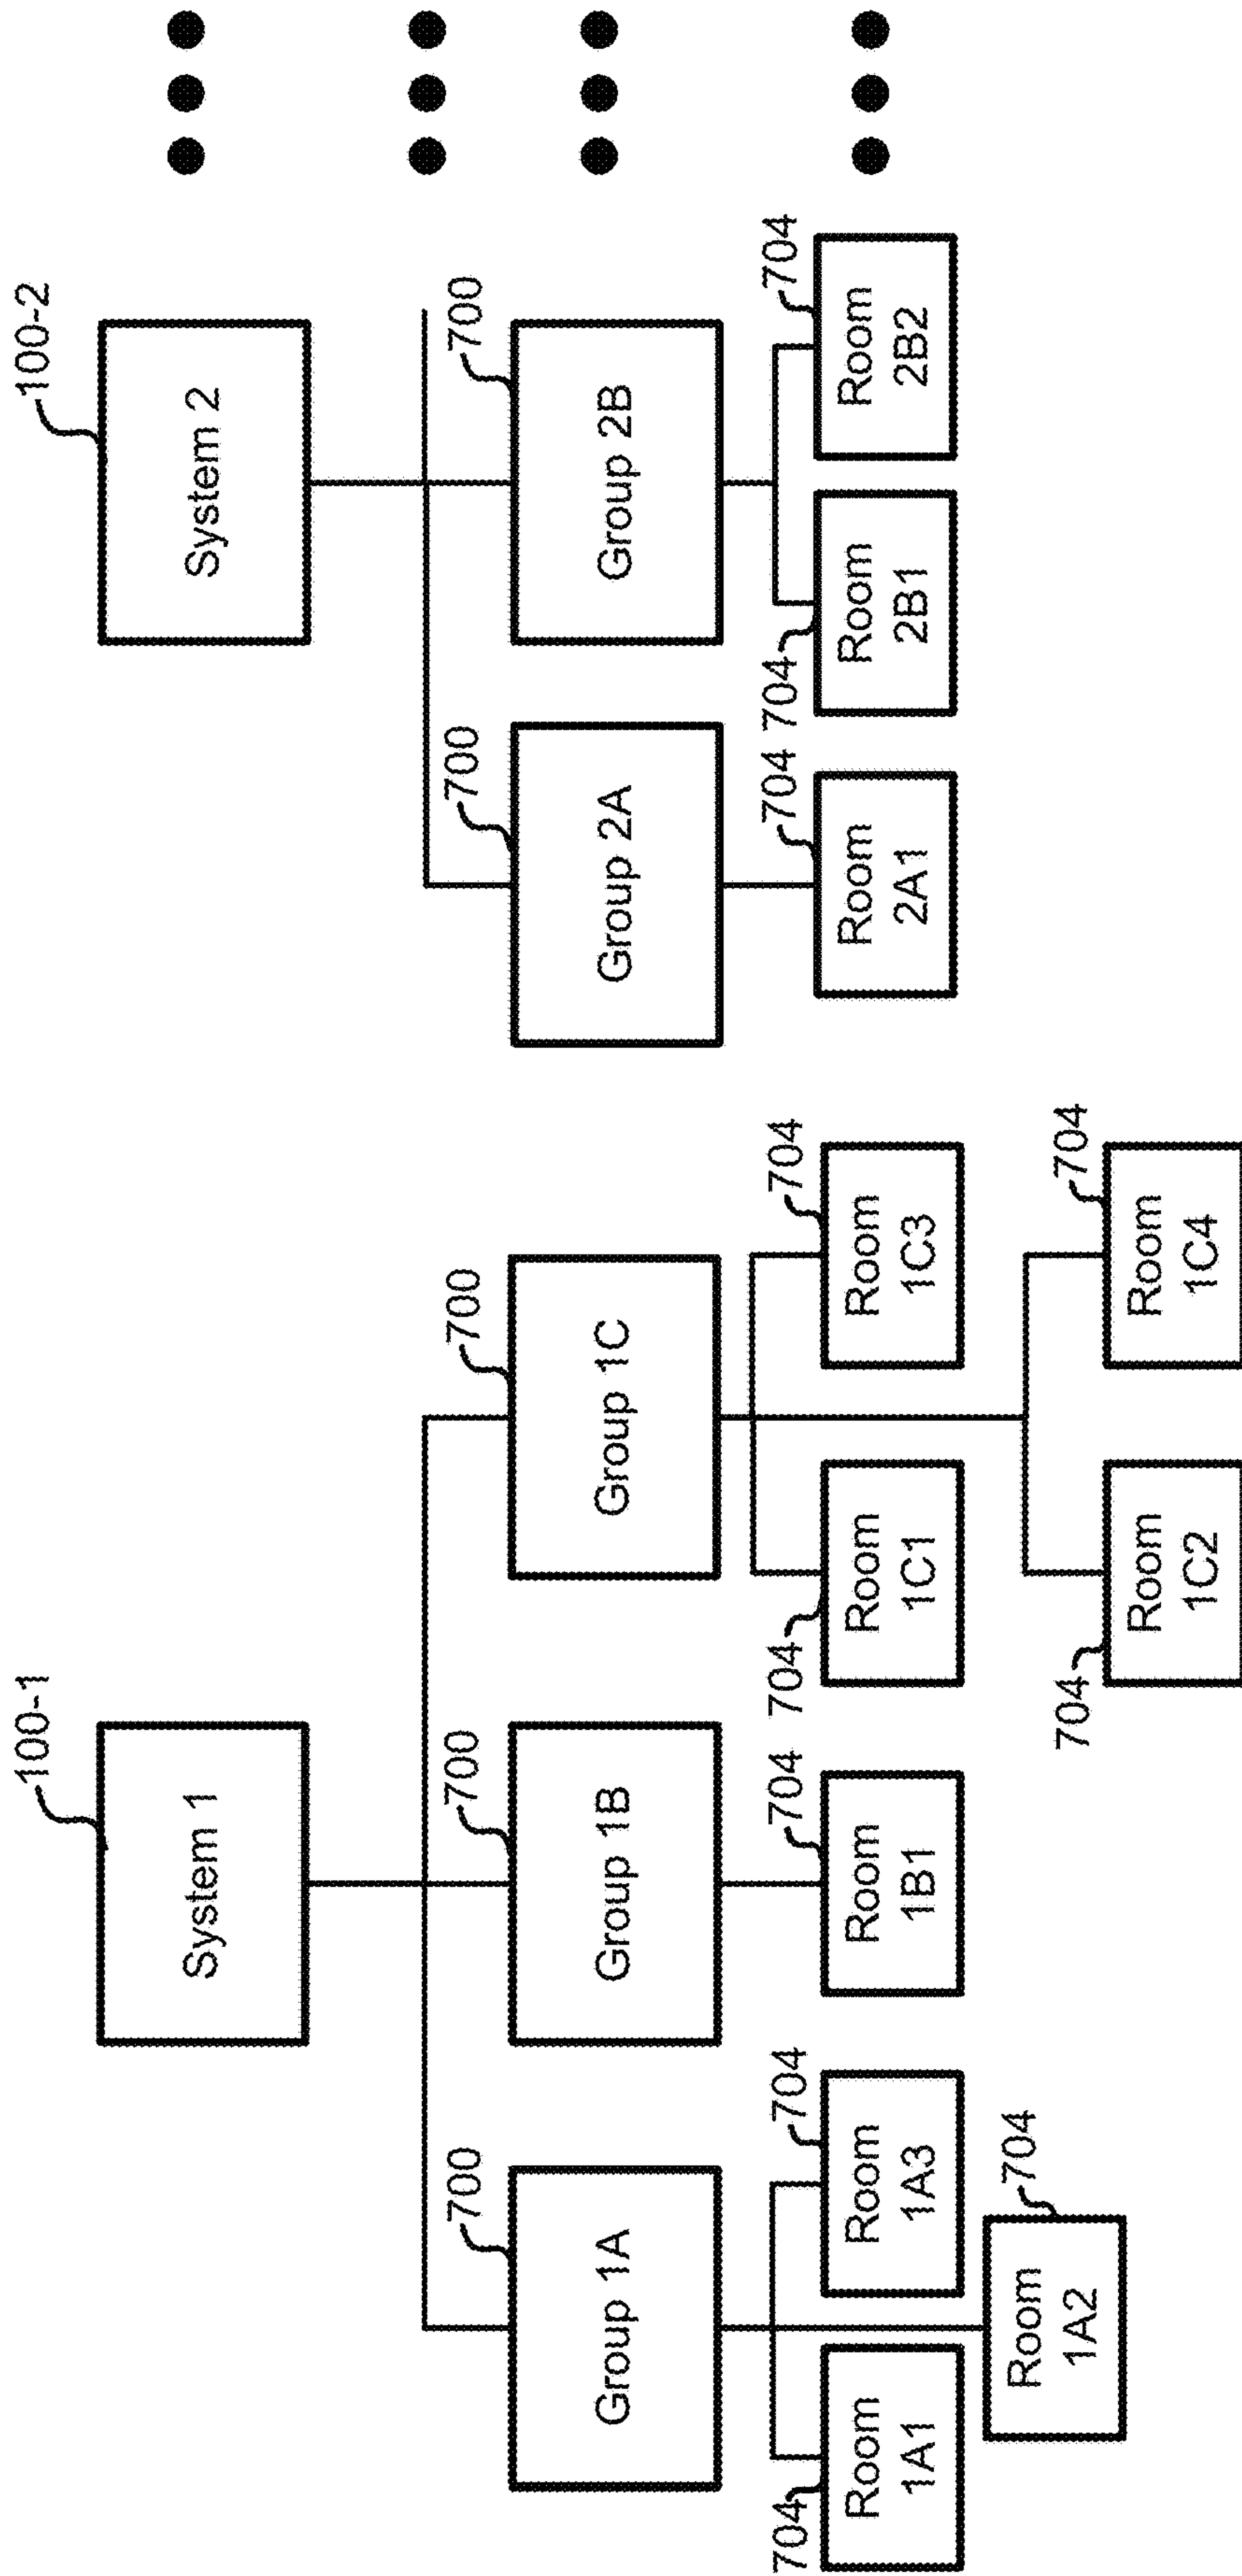 100-1
System 1
100-2
System 2
700
Group 1A
700
Group 1B
700
Group 1C
700
Group 2A
700
Group 2B
704
Room
1A1
704
Room
1A3
704
Room
1A2
704
Room
1B1
704
Room
1C1
704
Room
1C3
704
Room
1C2
704
Room
1C4
704
Room
2A1
704
Room
2B1
704
Room
2B2